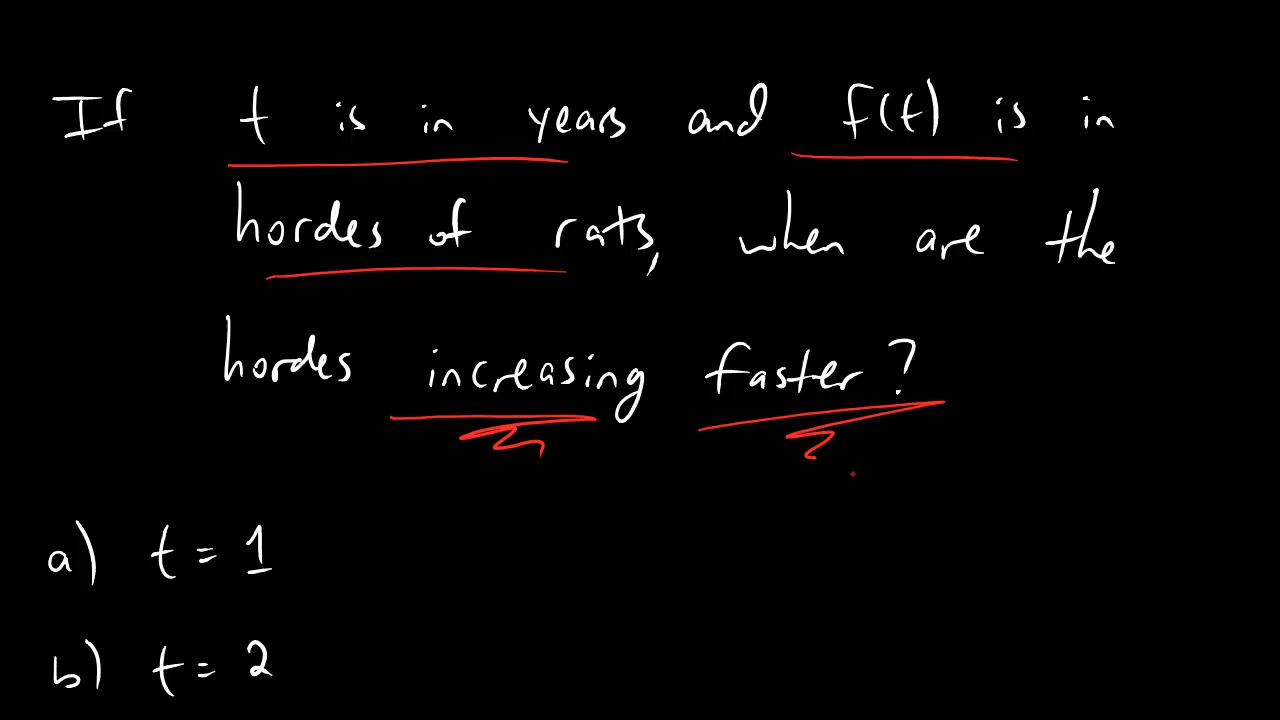 If t is in years and f(t) is in
hordes of rats, when are the
hordes increasing faster?
a) t = 1
b) t = 2